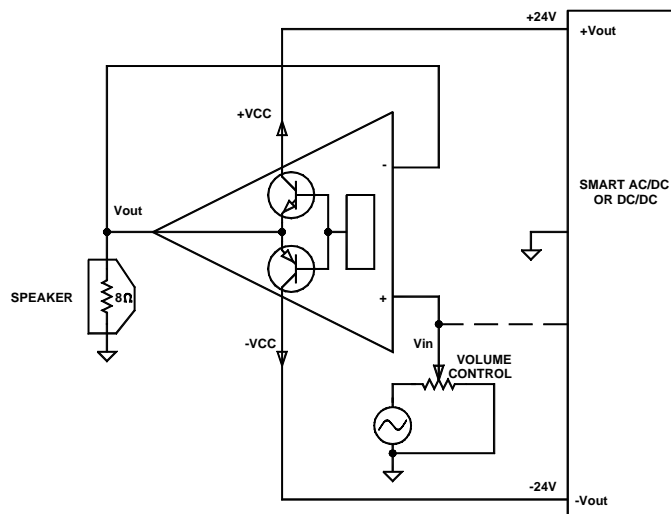 +24V
+Vout
+VCC
-
SMART AC/DC
OR DC/DC
Vout
SPEAKER
8Ω
+
-VCC
Vin
VOLUME
CONTROL
-24V
-Vout